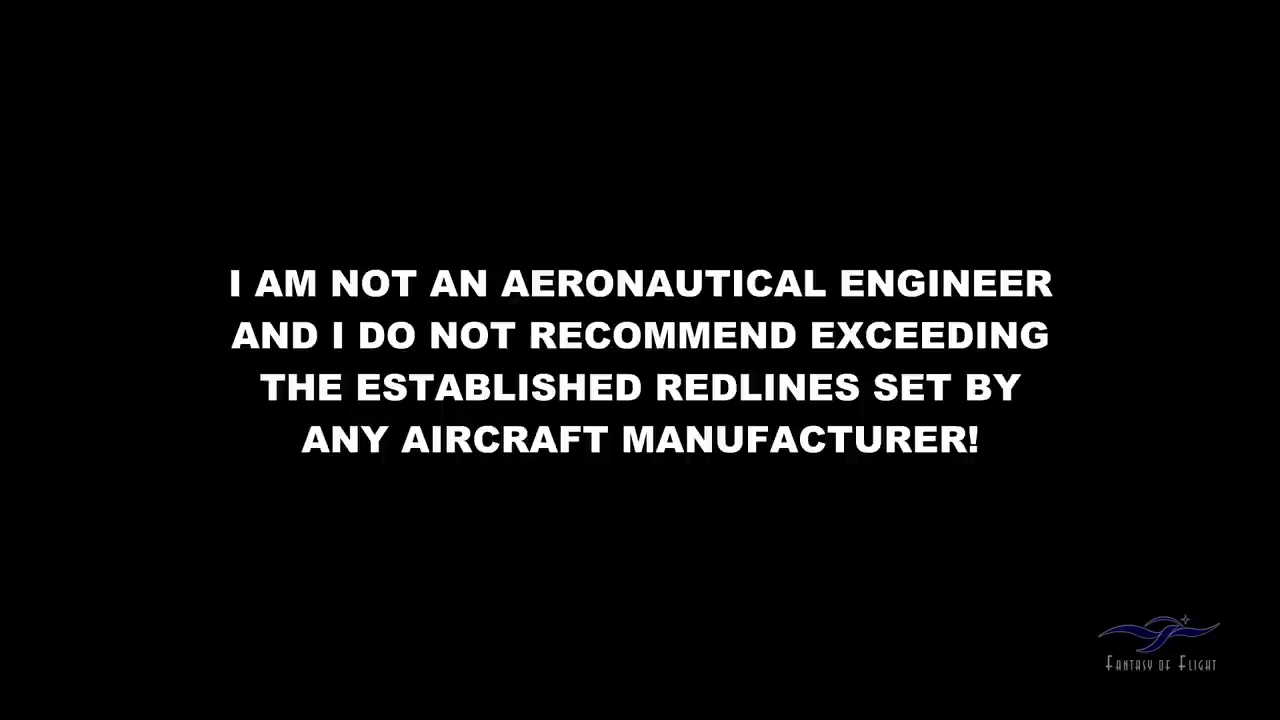 I AM NOT AN AERONAUTICAL ENGINEER
AND I DO NOT RECOMMEND EXCEEDING
THE ESTABLISHED REDLINES SET BY
ANY AIRCRAFT MANUFACTURER!
FANTASY OF FLIGHT